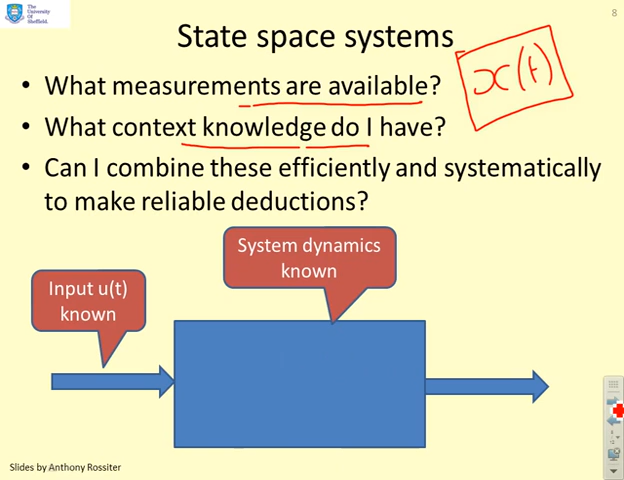 The
University
Of
Sheffield.
8
State space systems
• What measurements are available?
x(t)
• What context knowledge do I have?
• Can I combine these efficiently and systematically
to make reliable deductions?
System dynamics
known
Input u(t)
known
Slides by Anthony Rossiter